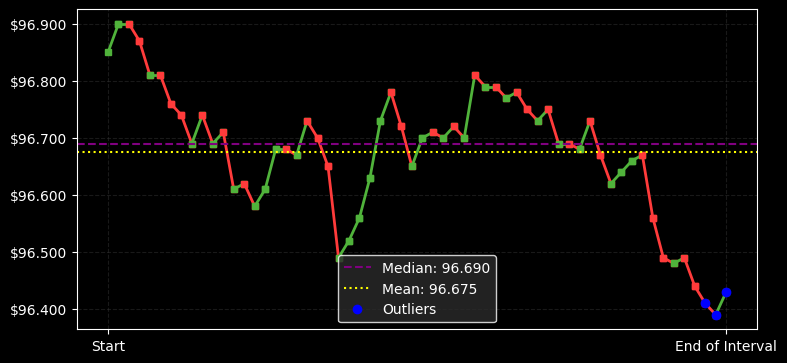 $96.900
$96.800
$96.700
$96.600
$96.500
$96.400
Median: 96.690
Mean: 96.675
Outliers
Start
End of Interval